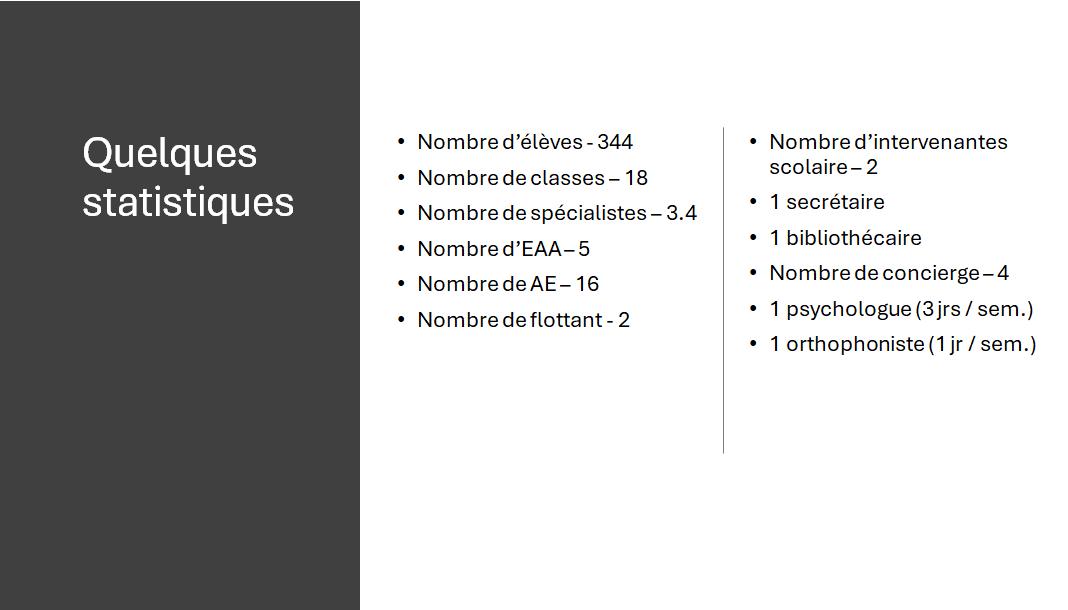 Quelques
statistiques
• Nombre d’élèves - 344
• Nombre de classes – 18
• Nombre de spécialistes – 3.4
• Nombre d’EAA – 5
• Nombre de AE – 16
• Nombre de flottant - 2
• Nombre d’intervenantes
scolaire – 2
• 1 secrétaire
• 1 bibliothécaire
• Nombre de concierge – 4
• 1 psychologue (3 jrs / sem.)
• 1 orthophoniste (1 jr / sem.)